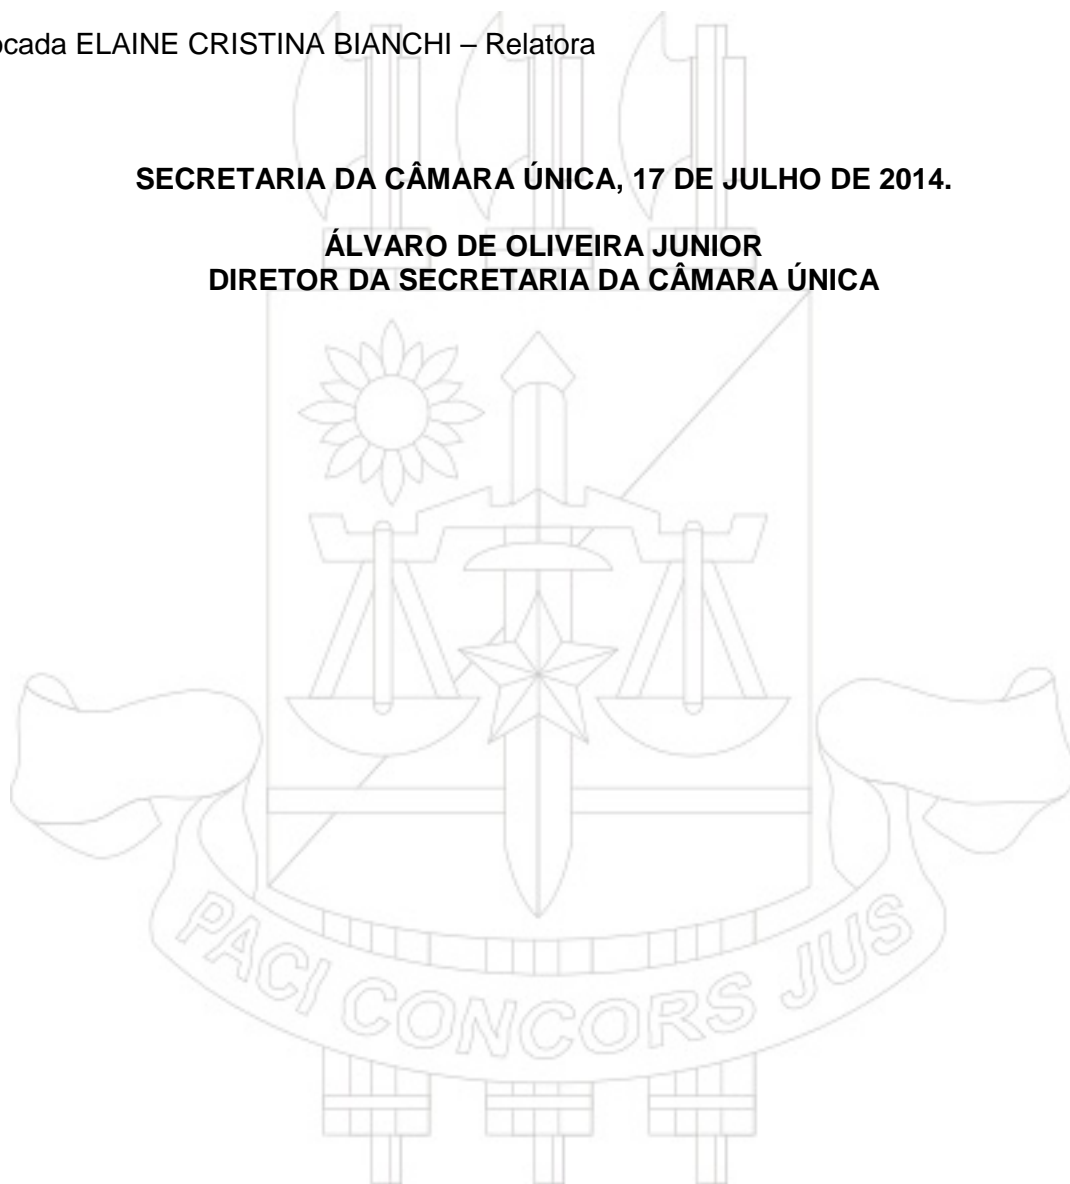 ocada ELAINE CRISTINA BIANCHI – Relatora
SECRETARIA DA CÂMARA ÚNICA, 17 DE JULHO DE 2014.
ÁLVARO DE OLIVEIRA JUNIOR
DIRETOR DA SECRETARIA DA CÂMARA ÚNICA
PACI CONCORS JUS